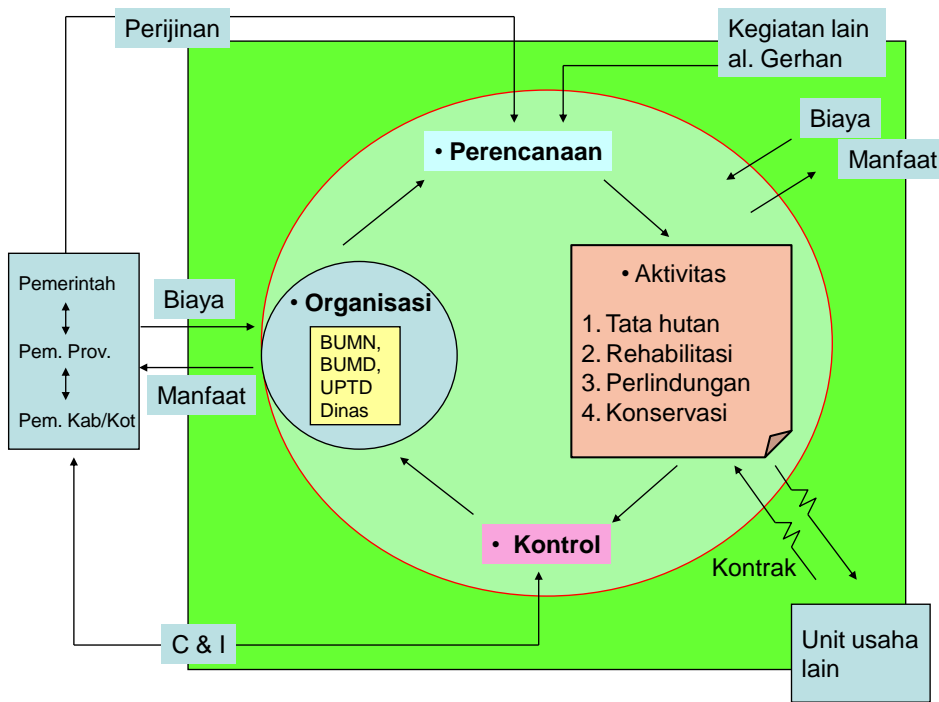 Perijinan
Kegiatan lain
al. Gerhan
Biaya
Manfaat
• Perencanaan
Pemerintah
Pem. Prov.
Pem. Kab/Kot
Biaya
Manfaat
• Organisasi
BUMN,
BUMD,
UPTD
Dinas
• Aktivitas
1. Tata hutan
2. Rehabilitasi
3. Perlindungan
4. Konservasi
• Kontrol
Kontrak
C & I
Unit usaha
lain